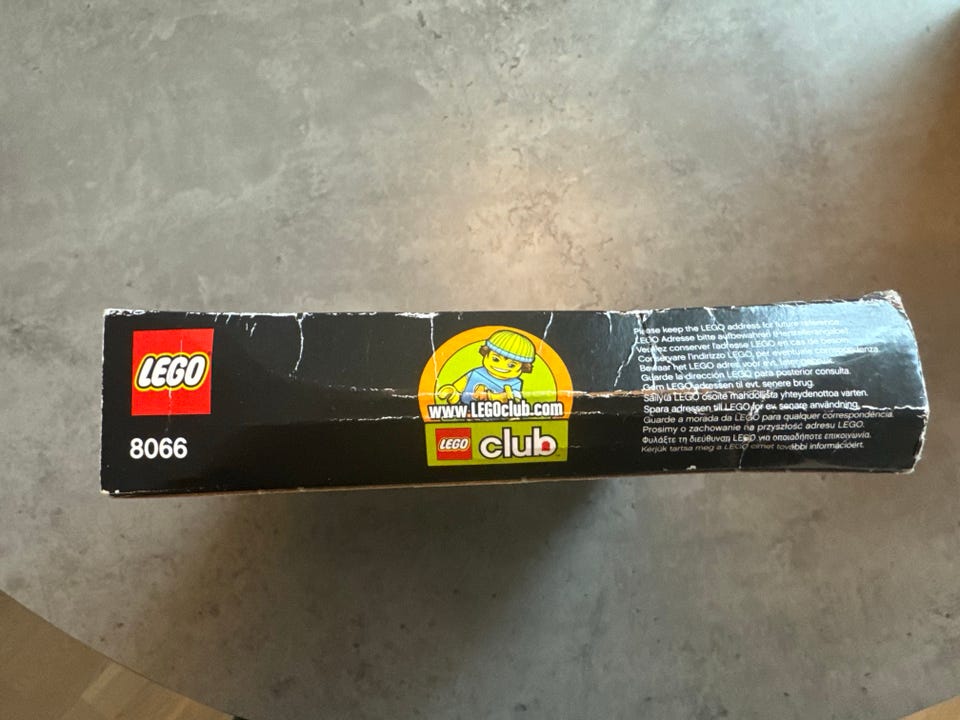 LEGO
8066
www.LEGOclub.com
LEGO club
Please keep the LEGO address for future reference.
LEGO Adresse bitte aufbewahren (Herstellerangabe).
Veuillez conserver l'adresse LEGO en cas de besoin.
Conservare l'indirizzo LEGO, per eventuale corrispondenza.
Bewaar het LEGO adres voor evt. correspondentie.
Guarde la dirección LEGO para posterior consulta.
Gem LEGO adressen til evt. senere brug.
Säilytä LEGO osoite mahdollista yhteydenottoa varten.
Spara adressen till LEGO för ev. senare användning.
Guarde a morada da LEGO para qualquer correspondência.
Prosimy o zachowanie na przyszłość adresu LEGO.
Φυλάξτε τη διεύθυνση LEGO για οποιαδήποτε επικοινωνία.
Kérjük tartsa meg a LEGO címet további információért.